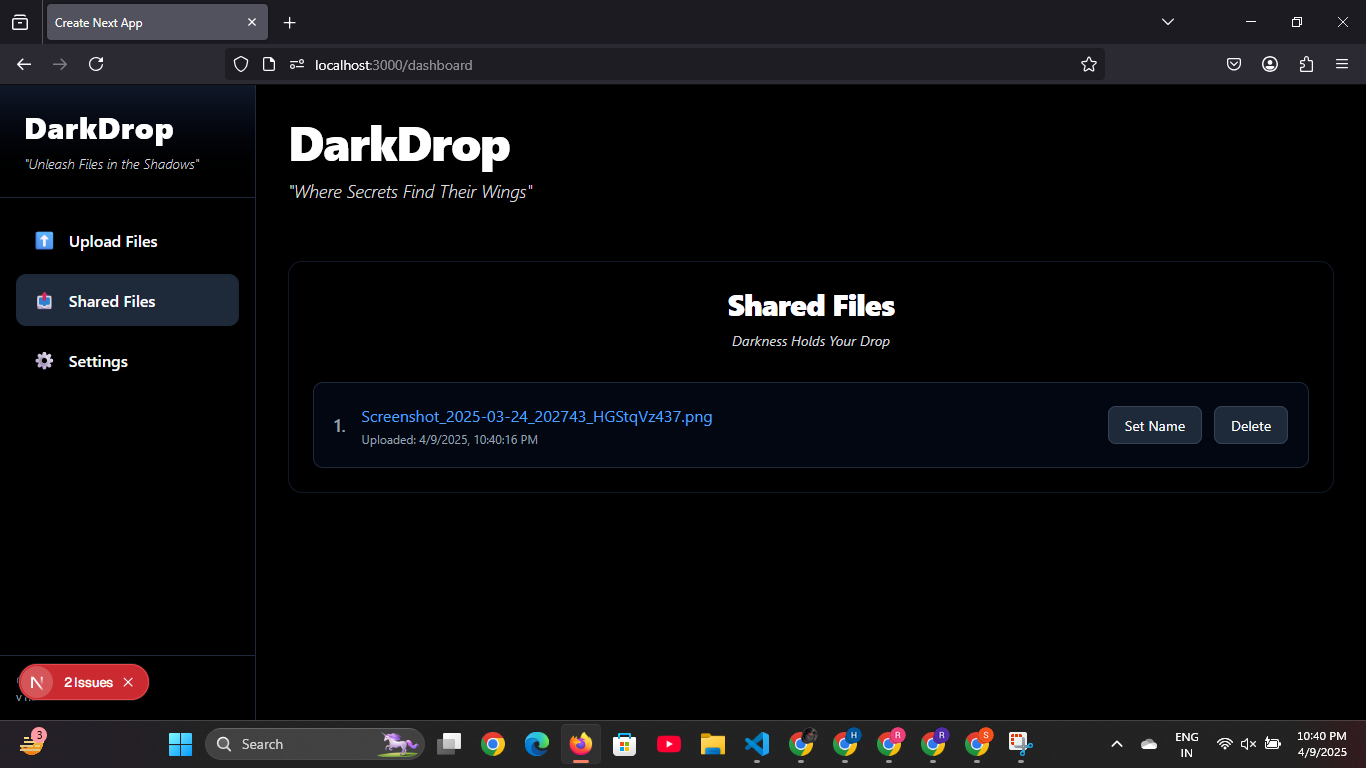 Create Next App
localhost:3000/dashboard
DarkDrop
"Unleash Files in the Shadows"
Upload Files
Shared Files
Settings
N 2 Issues
DarkDrop
"Where Secrets Find Their Wings"
Shared Files
Darkness Holds Your Drop
1.
Screenshot_2025-03-24_202743_HGStqVz437.png
Uploaded: 4/9/2025, 10:40:16 PM
Set Name
Delete
3
Search
H
R
R
S
ENG
IN
10:40 PM
4/9/2025